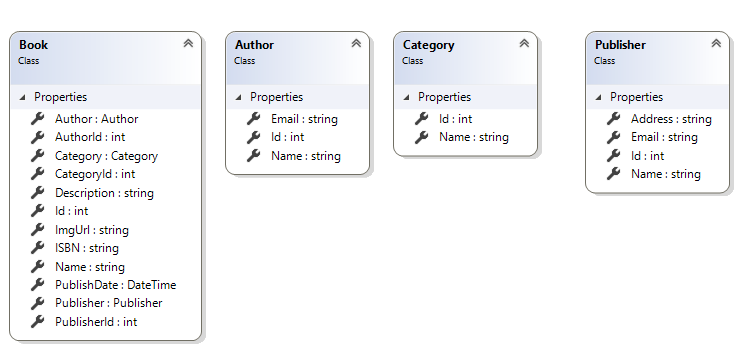 Book
Class
Properties
Author : Author
AuthorId : int
Category : Category
CategoryId : int
Description : string
Id : int
ImgUrl : string
ISBN : string
Name : string
PublishDate : DateTime
Publisher : Publisher
PublisherId : int
Author
Class
Properties
Email : string
Id : int
Name : string
Category
Class
Properties
Id : int
Name : string
Publisher
Class
Properties
Address : string
Email : string
Id : int
Name : string